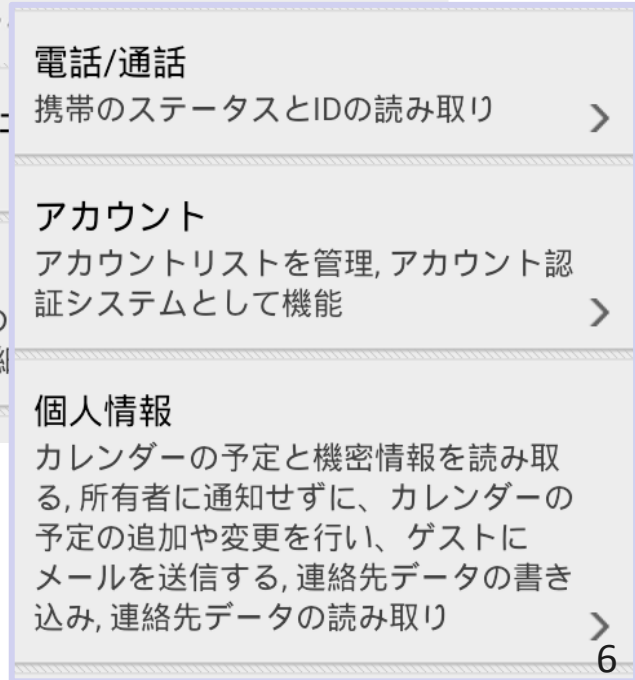 電話/通話
携帯のステータスとIDの読み取り
アカウント
アカウントリストを管理, アカウント認
証システムとして機能
個人情報
カレンダーの予定と機密情報を読み取
る, 所有者に通知せずに、カレンダーの
予定の追加や変更を行い、ゲストに
メールを送信する, 連絡先データの書き
込み, 連絡先データの読み取り
6